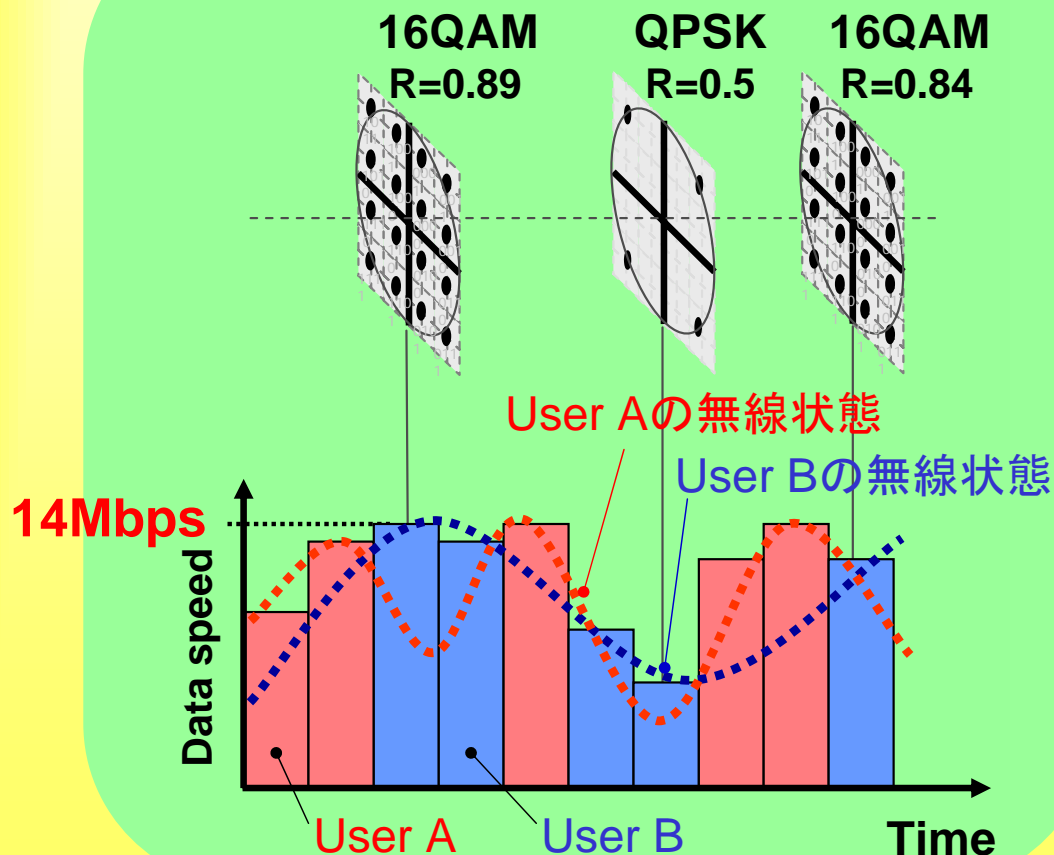 16QAM QPSK 16QAM
R=0.89 R=0.5 R=0.84
User Aの無線状態
User Bの無線状態
14Mbps
Data speed
User A User B
Time